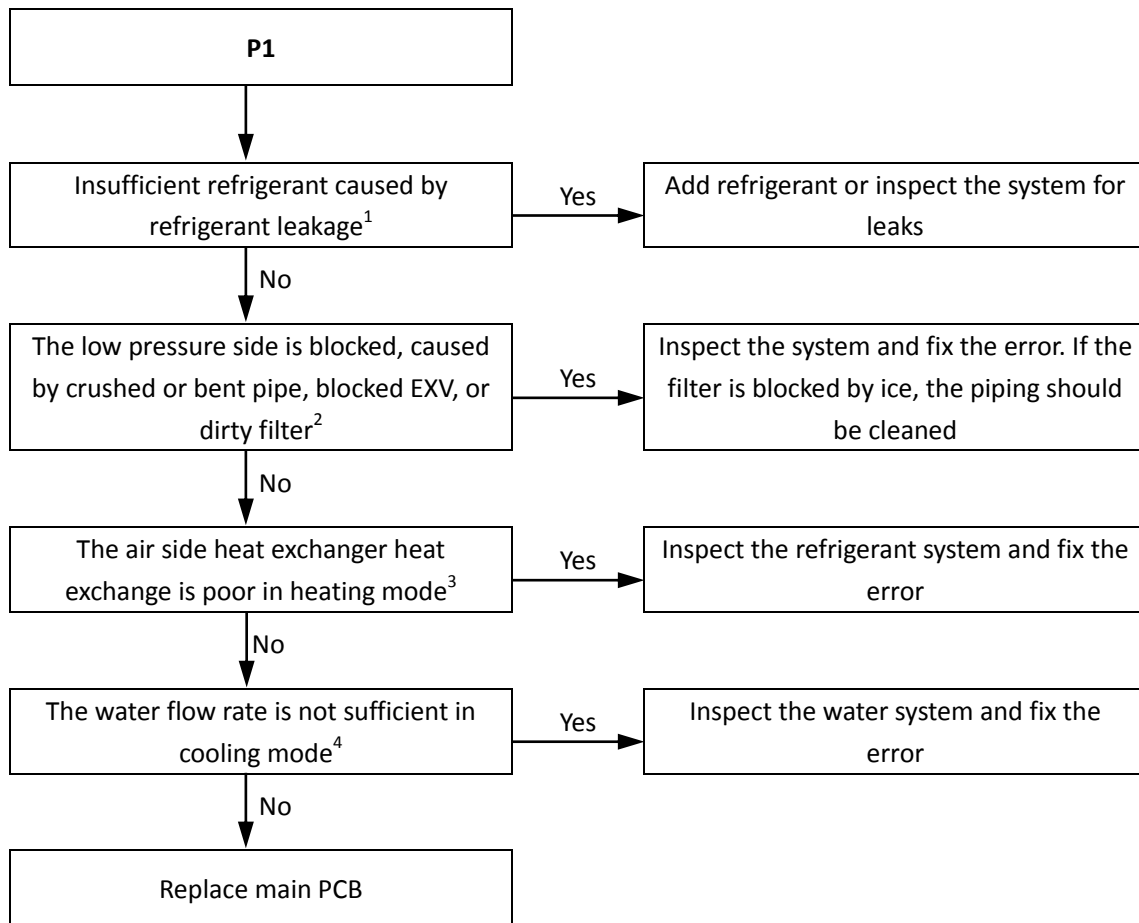 P1
Insufficient refrigerant caused by
refrigerant leakage¹
Yes
Add refrigerant or inspect the system for
leaks
No
The low pressure side is blocked, caused
by crushed or bent pipe, blocked EXV, or
dirty filter²
Yes
Inspect the system and fix the error. If the
filter is blocked by ice, the piping should
be cleaned
No
The air side heat exchanger heat
exchange is poor in heating mode³
Yes
Inspect the refrigerant system and fix the
error
No
The water flow rate is not sufficient in
cooling mode⁴
Yes
Inspect the water system and fix the
error
No
Replace main PCB